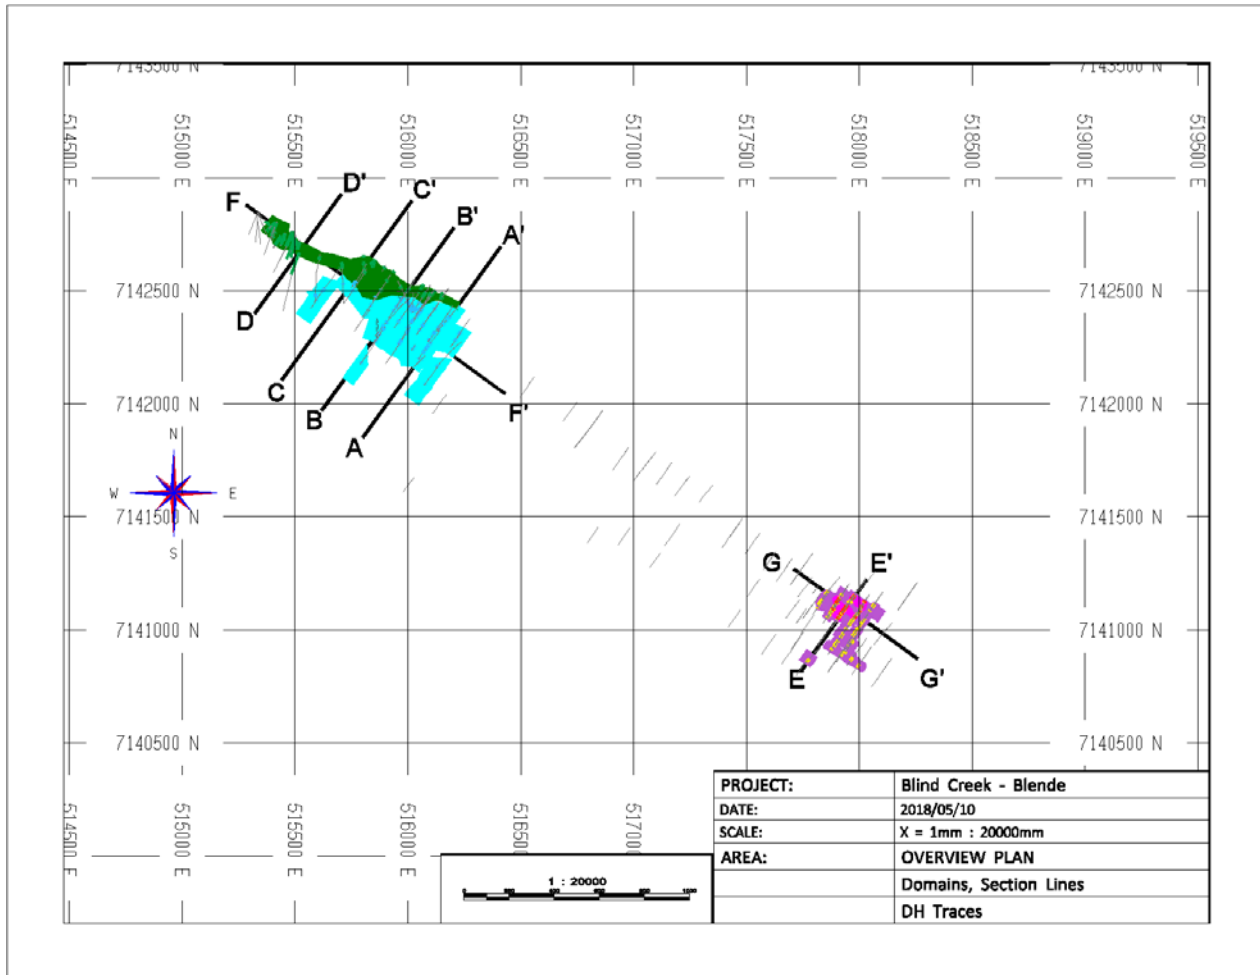 7143500 N 7143500 N
514500 E 515000 E 515500 E 516000 E 516500 E 517000 E 517500 E 518000 E 518500 E 519000 E 519500 E
D'
F C'
B'
A'
7142500 N 7142500 N
D
C
B F'
7142000 N 7142000 N
A
N
W E
7141500 N 7141500 N
S
G E'
7141000 N 7141000 N
E G'
7140500 N 7140500 N
514500 E 515000 E 515500 E 516000 E 516500 517000
PROJECT: Blind Creek - Blende
DATE: 2018/05/10
SCALE: X = 1mm : 20000mm
AREA: OVERVIEW PLAN
Domains, Section Lines
DH Traces
1 : 20000